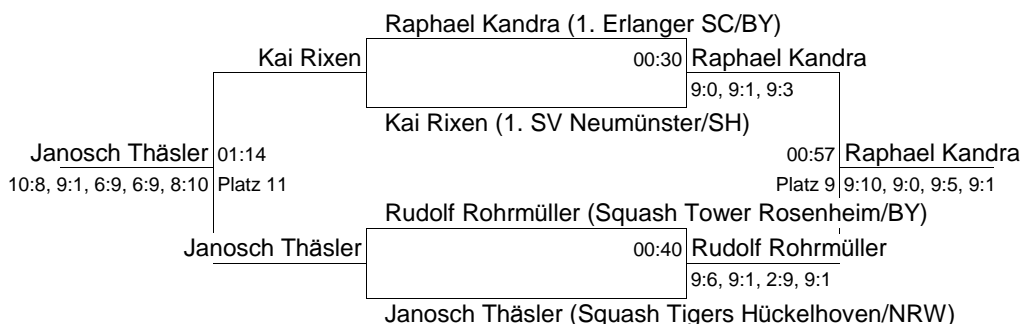 Raphael Kandra (1. Erlanger SC/BY)
Kai Rixen 00:30 Raphael Kandra
9:0, 9:1, 9:3
Kai Rixen (1. SV Neumünster/SH)
Janosch Thäsler 01:14 00:57 Raphael Kandra
10:8, 9:1, 6:9, 6:9, 8:10 Platz 11 Platz 9 9:10, 9:0, 9:5, 9:1
Rudolf Rohrmüller (Squash Tower Rosenheim/BY)
Janosch Thäsler 00:40 Rudolf Rohrmüller
9:6, 9:1, 2:9, 9:1
Janosch Thäsler (Squash Tigers Hückelhoven/NRW)